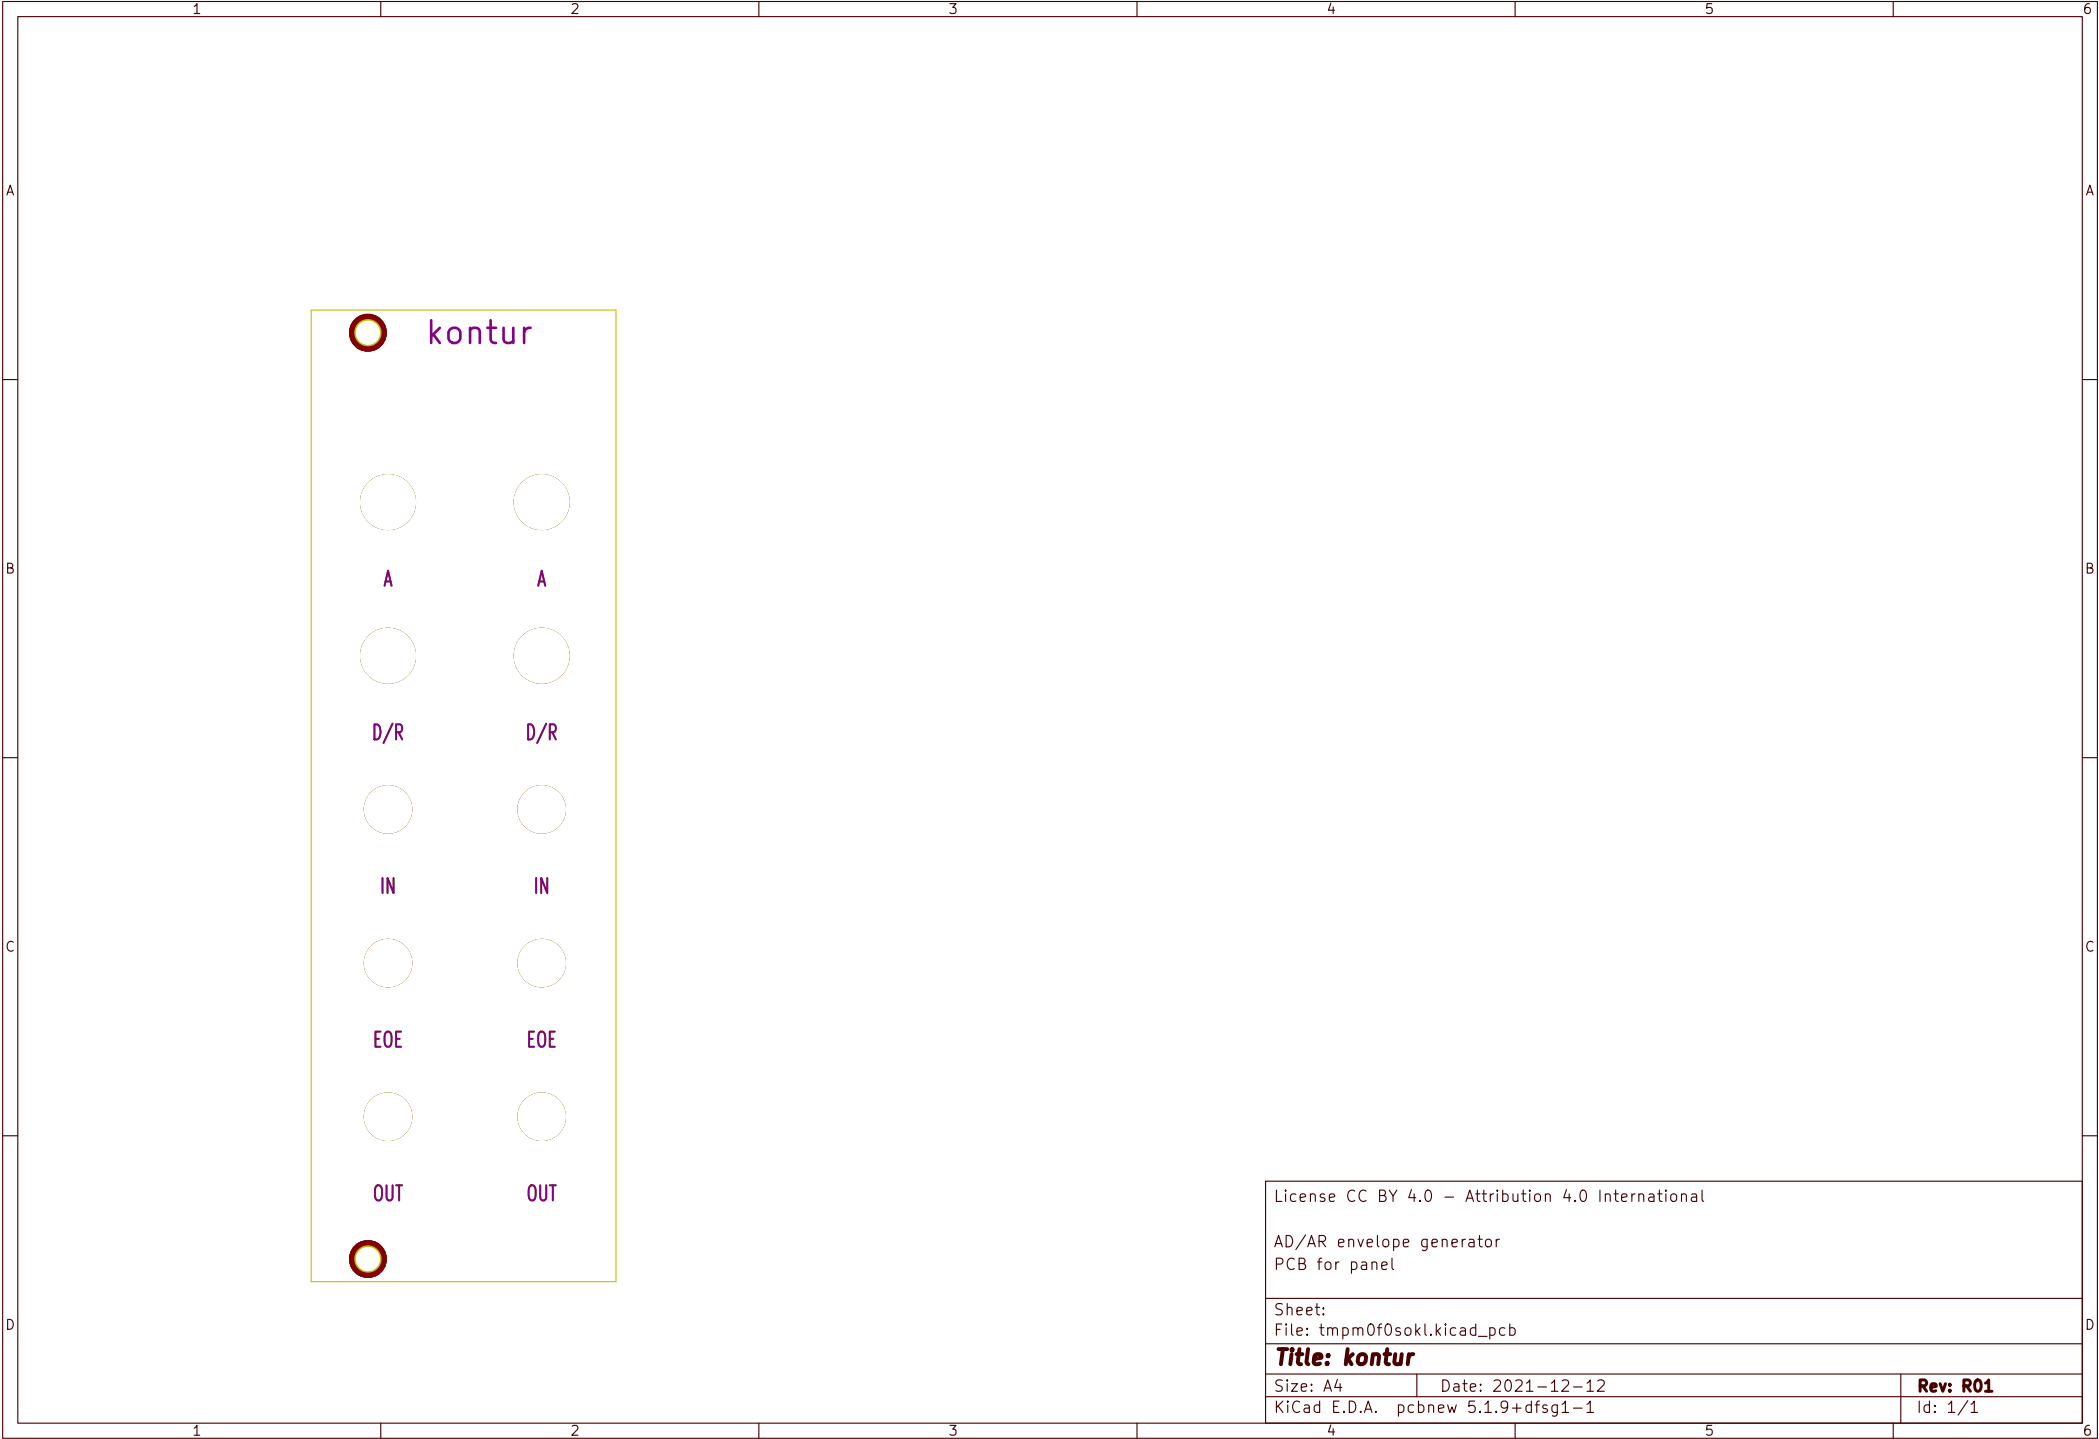 1 2 3 4 5 6
A A
kontur
A A
B B
D/R D/R
IN IN
C C
EOE EOE
OUT OUT
License CC BY 4.0 – Attribution 4.0 International
AD/AR envelope generator
PCB for panel
Sheet:
D D
File: tmpm0f0sokl.kicad_pcb
Title: kontur
Size: A4 Date: 2021-12-12 Rev: R01
KiCad E.D.A. pcbnew 5.1.9+dfsg1-1 Id: 1/1
1 2 3 4 5 6